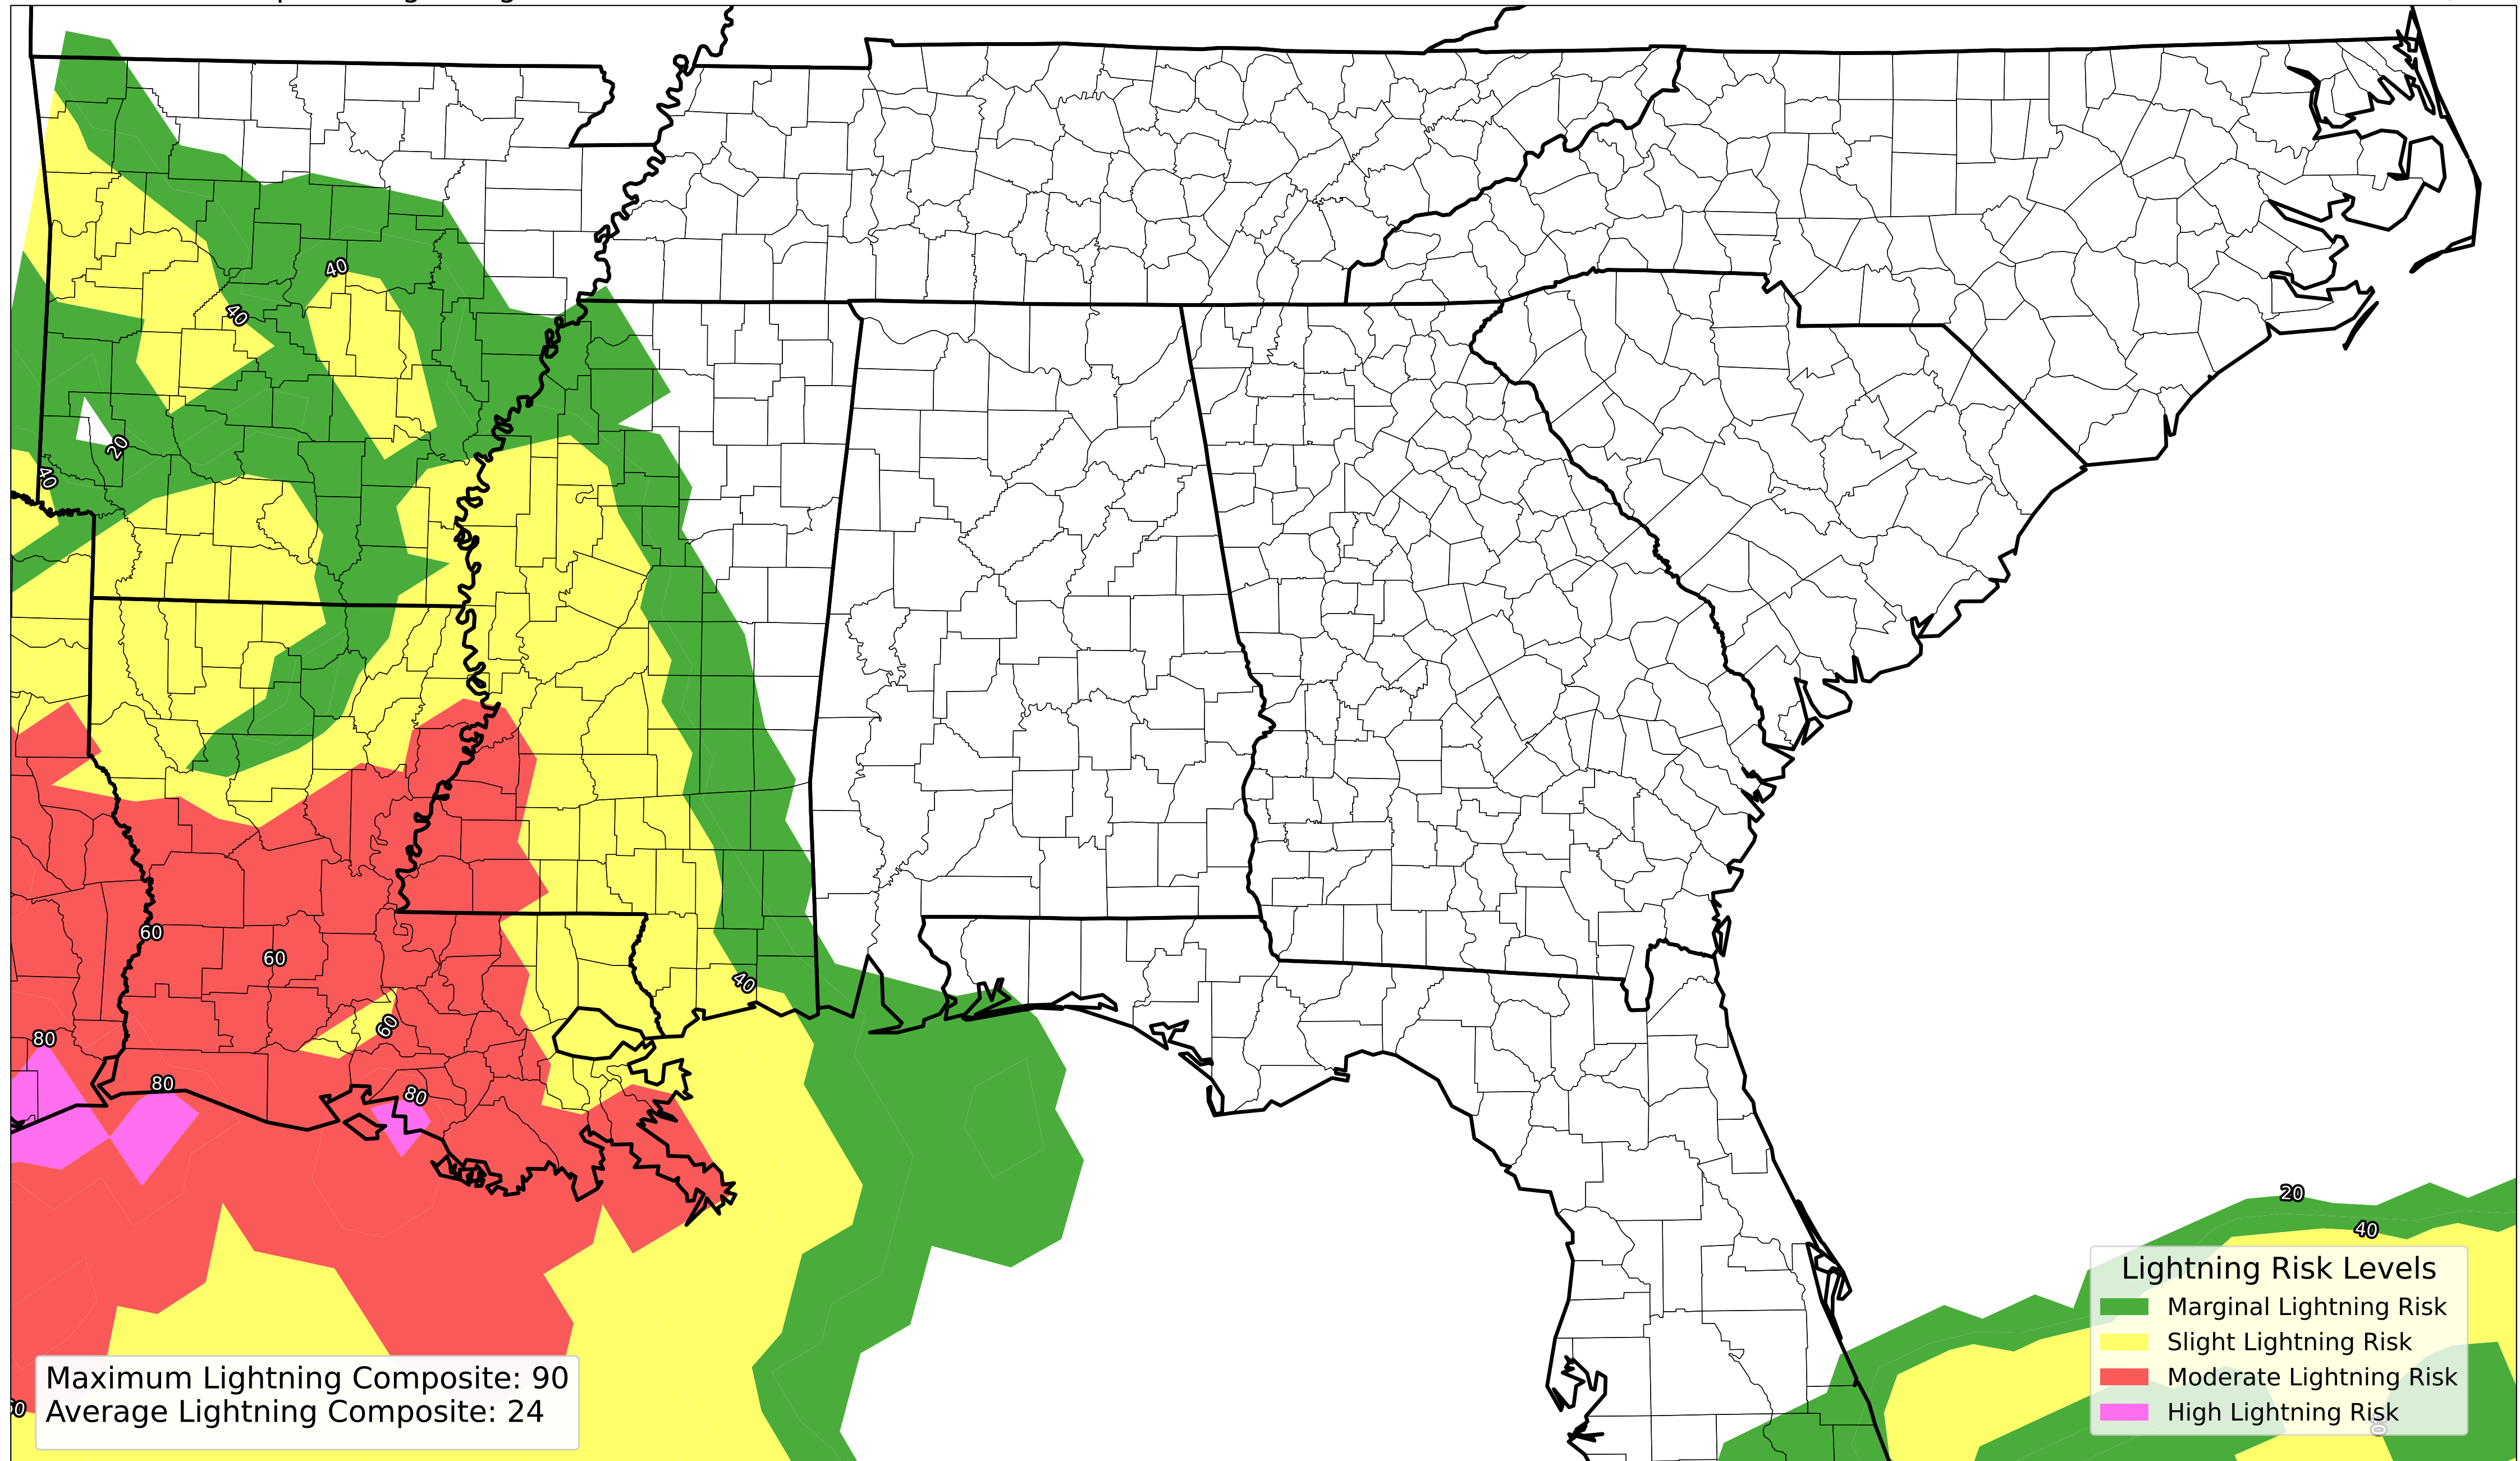 40
40
20
40
60
60
40
60
80
80
80
20
40
Lightning Risk Levels
Marginal Lightning Risk
Slight Lightning Risk
Moderate Lightning Risk
High Lightning Risk
Maximum Lightning Composite: 90
Average Lightning Composite: 24